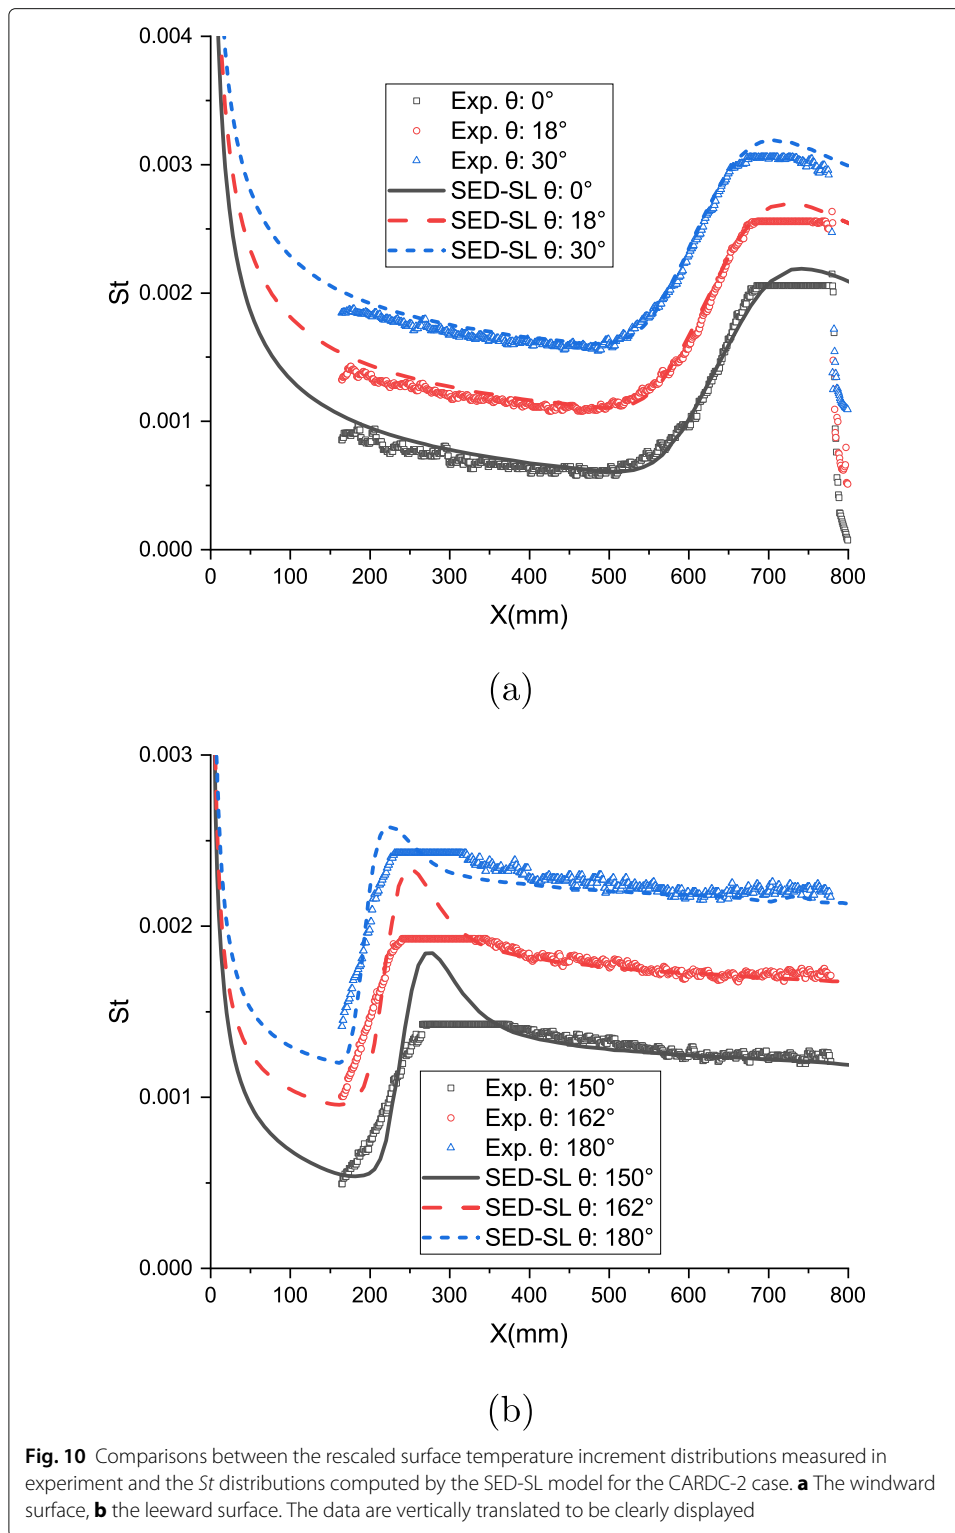 0.004
0.003
0.002
0.001
0.000
St
Exp. θ: 0°
Exp. θ: 18°
Exp. θ: 30°
SED-SL θ: 0°
SED-SL θ: 18°
SED-SL θ: 30°
0 100 200 300 400 500 600 700 800
X(mm)
(a)
0.003
0.002
0.001
0.000
St
Exp. θ: 150°
Exp. θ: 162°
Exp. θ: 180°
SED-SL θ: 150°
SED-SL θ: 162°
SED-SL θ: 180°
0 100 200 300 400 500 600 700 800
X(mm)
(b)
Fig. 10 Comparisons between the rescaled surface temperature increment distributions measured in
experiment and the St distributions computed by the SED-SL model for the CARDC-2 case. a The windward
surface, b the leeward surface. The data are vertically translated to be clearly displayed